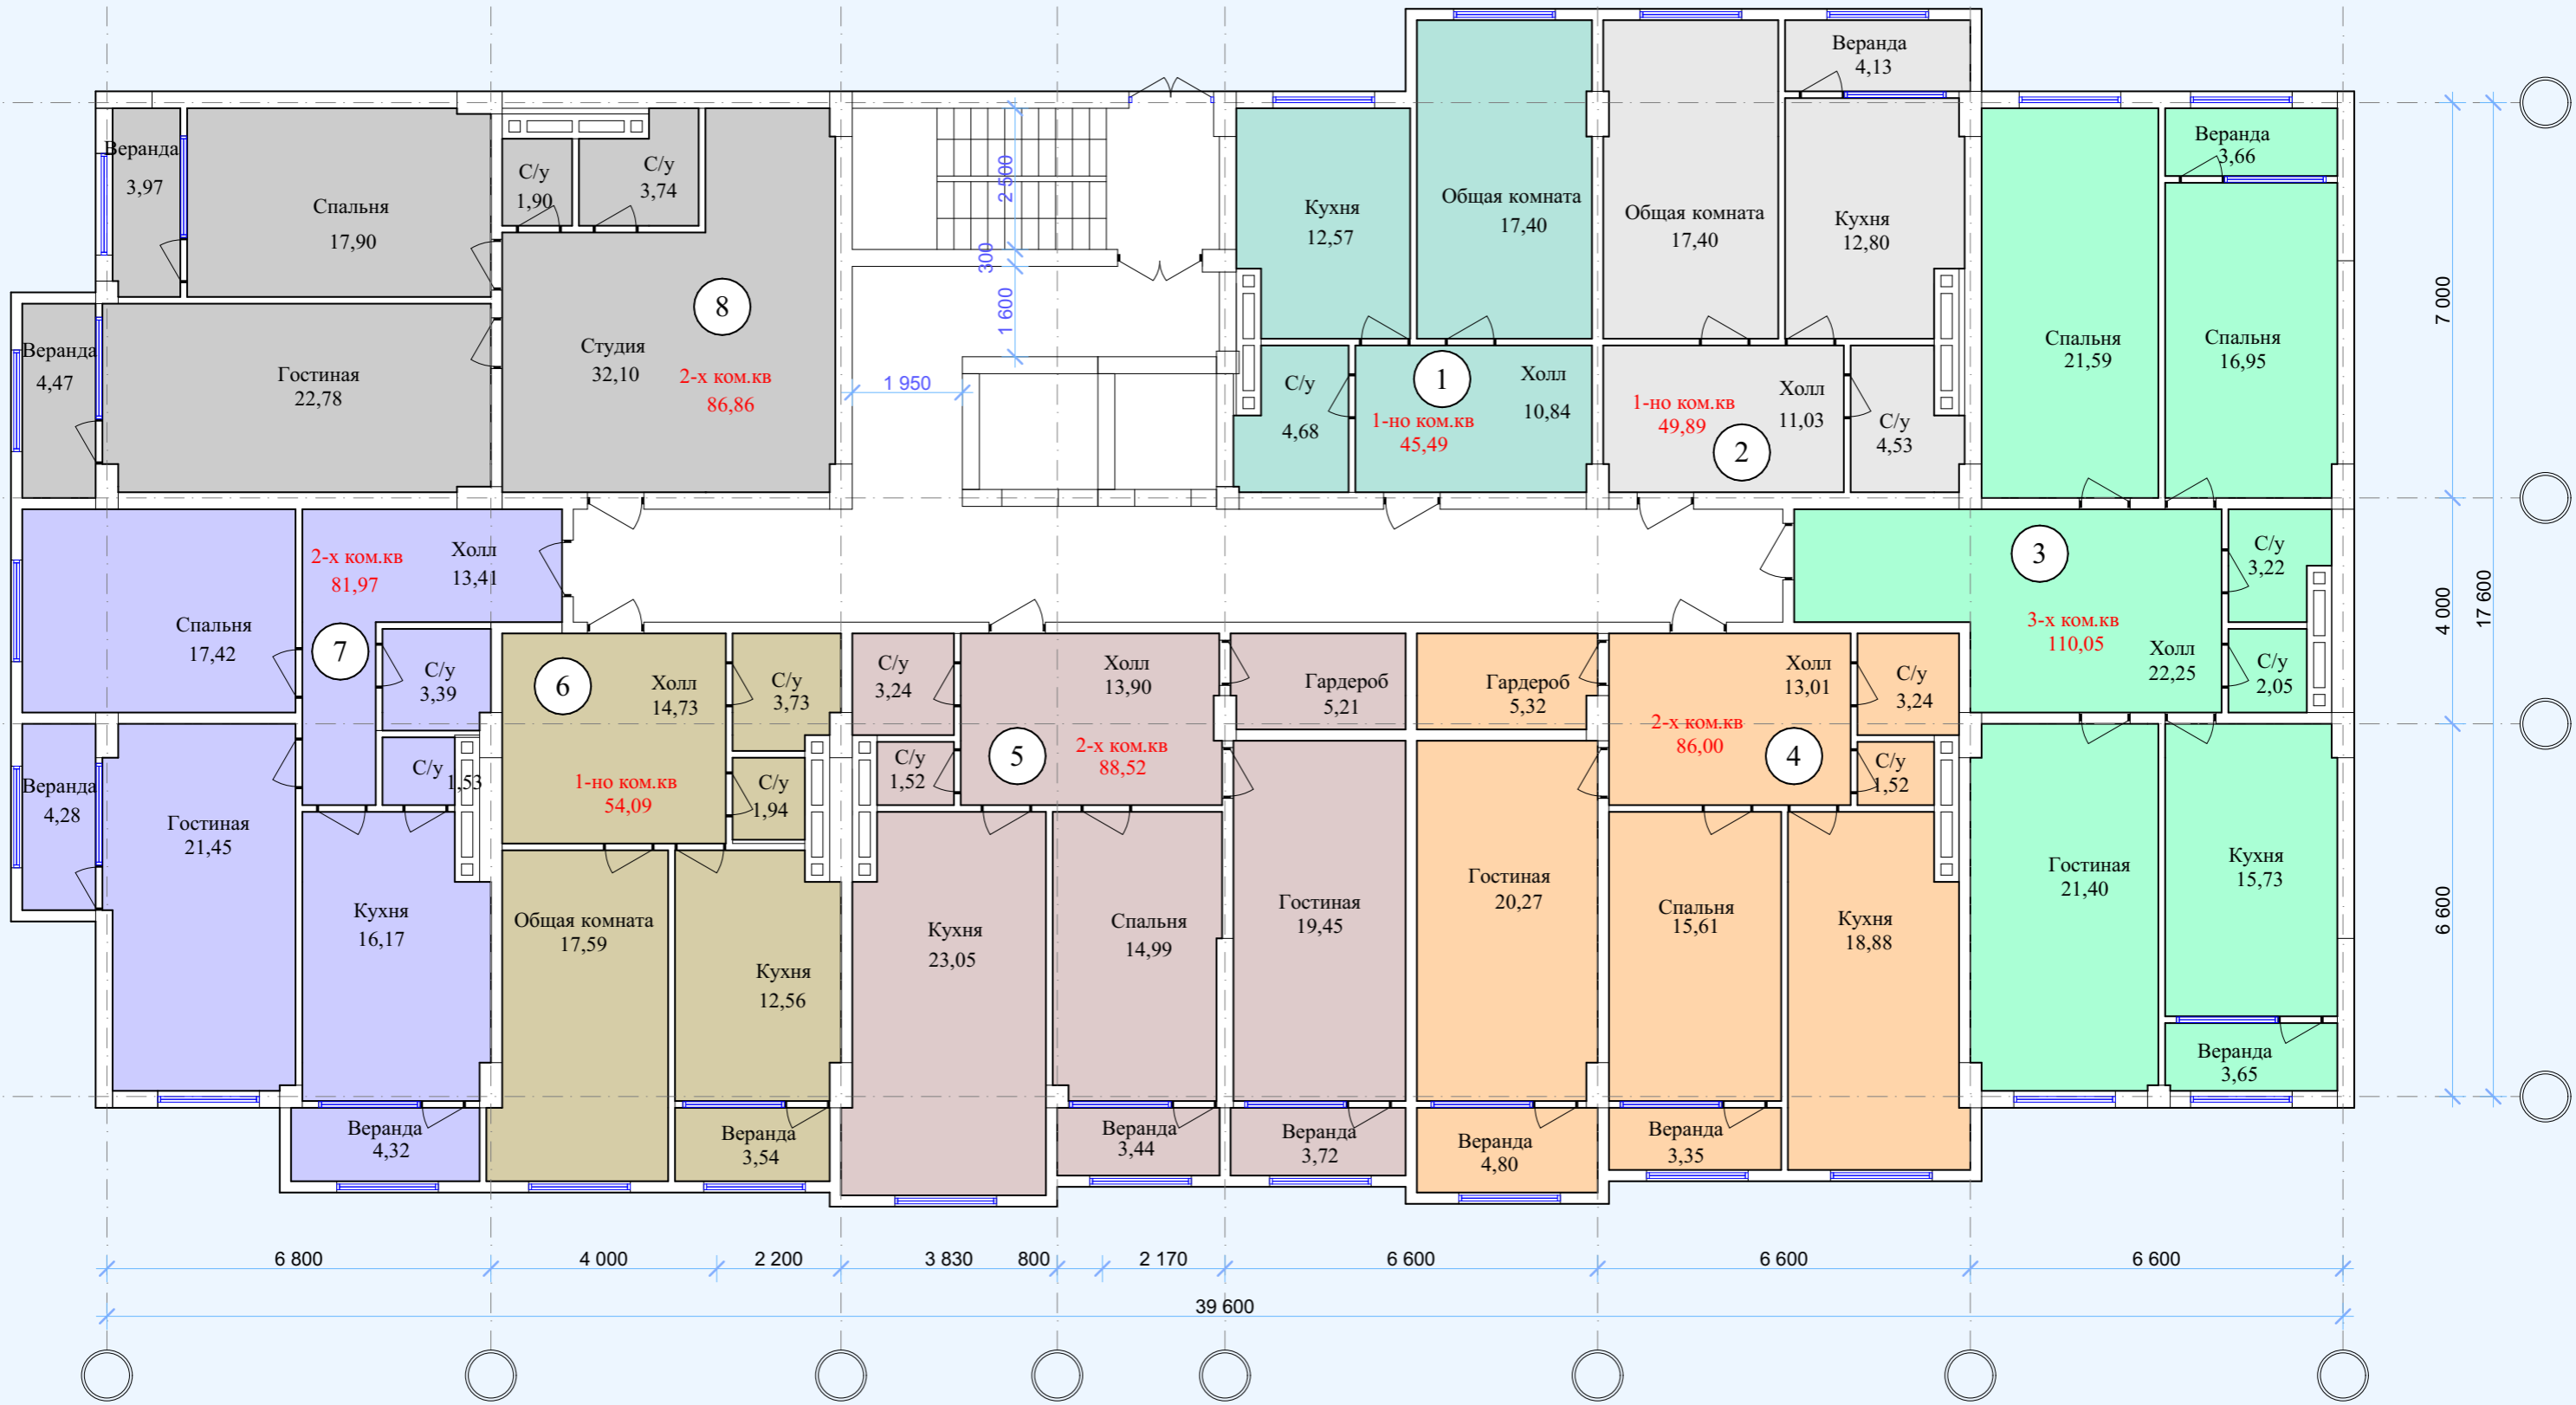 Веранда
3,97
Спальня
17,90
С/у
1,90
С/у
3,74
Веранда
4,47
Гостиная
22,78
Студия
32,10
8
2-х ком.кв
86,86
2 500
300
1 600
1 950
Кухня
12,57
Общая комната
17,40
С/у
4,68
1
1-но ком.кв
45,49
Холл
10,84
Общая комната
17,40
Веранда
4,13
Кухня
12,80
1-но ком.кв
49,89
2
Холл
11,03
С/у
4,53
Веранда
3,66
Спальня
21,59
Спальня
16,95
3
3-х ком.кв
110,05
Холл
22,25
С/у
3,22
С/у
2,05
Гостиная
21,40
Кухня
15,73
Веранда
3,65
7 000
4 000
17 600
6 600
2-х ком.кв
81,97
Холл
13,41
Спальня
17,42
7
С/у
3,39
С/у
1,53
Веранда
4,28
Гостиная
21,45
Кухня
16,17
Веранда
4,32
6
Холл
14,73
С/у
3,73
1-но ком.кв
54,09
С/у
1,94
Общая комната
17,59
Кухня
12,56
Веранда
3,54
С/у
3,24
Холл
13,90
С/у
1,52
5
2-х ком.кв
88,52
Гардероб
5,21
Кухня
23,05
Спальня
14,99
Гостиная
19,45
Веранда
3,44
Веранда
3,72
Гардероб
5,32
Холл
13,01
С/у
3,24
2-х ком.кв
86,00
4
С/у
1,52
Гостиная
20,27
Спальня
15,61
Кухня
18,88
Веранда
4,80
Веранда
3,35
6 800
4 000
2 200
3 830
800
2 170
6 600
6 600
6 600
39 600